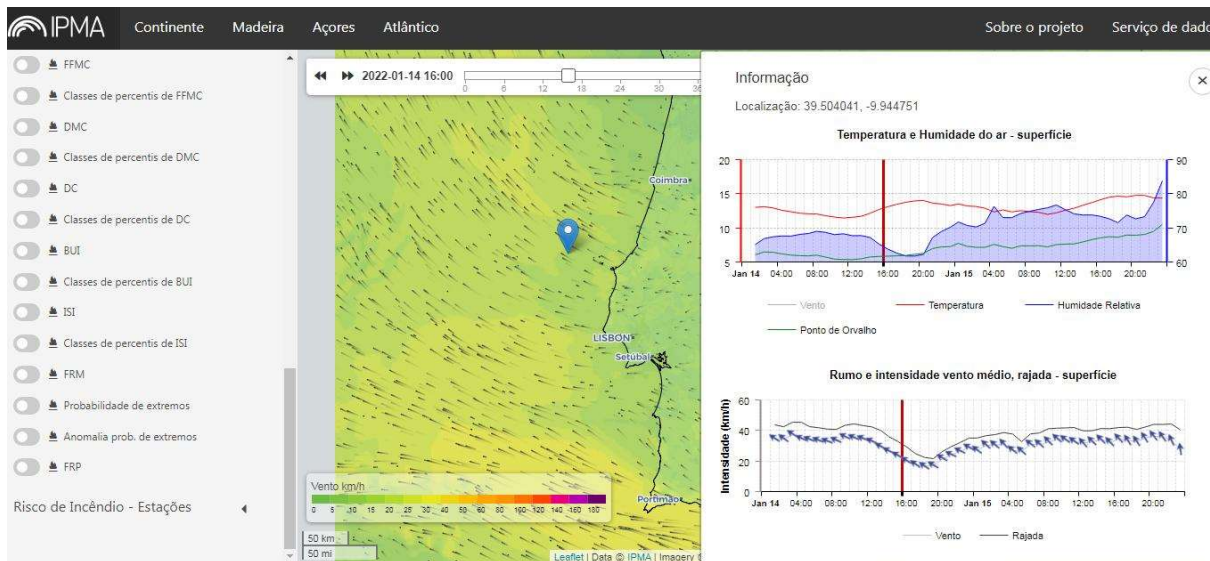 IPMA Continente Madeira Açores Atlântico Sobre o projeto Serviço de dado
FFMC
Classes de percentis de FFMC
DMC
Classes de percentis de DMC
DC
Classes de percentis de DC
BUI
Classes de percentis de BUI
ISI
Classes de percentis de ISI
FRM
Probabilidade de extremos
Anomalia prob. de extremos
FRP
Risco de Incêndio - Estações
2022-01-14 16:00
0 6 12 18 24 30 36
Coimbra
LISBON
Setúbal
Portimão
Vento km/h
0 5 10 15 20 25 30 40 50 60 80 100 120 140 160 180
50 km
50 mi
Leaflet | Data © IPMA | Imagery ©
Informação
Localização: 39.504041, -9.944751
Temperatura e Humidade do ar - superfície
20 90
15 80
10 70
5 60
Jan 14 04:00 08:00 12:00 16:00 20:00 Jan 15 04:00 08:00 12:00 16:00 20:00
Vento Temperatura Humidade Relativa
Ponto de Orvalho
Rumo e intensidade vento médio, rajada - superfície
Intensidade (km/h)
60
40
20
0
Jan 14 04:00 08:00 12:00 16:00 20:00 Jan 15 04:00 08:00 12:00 16:00 20:00
Vento Rajada